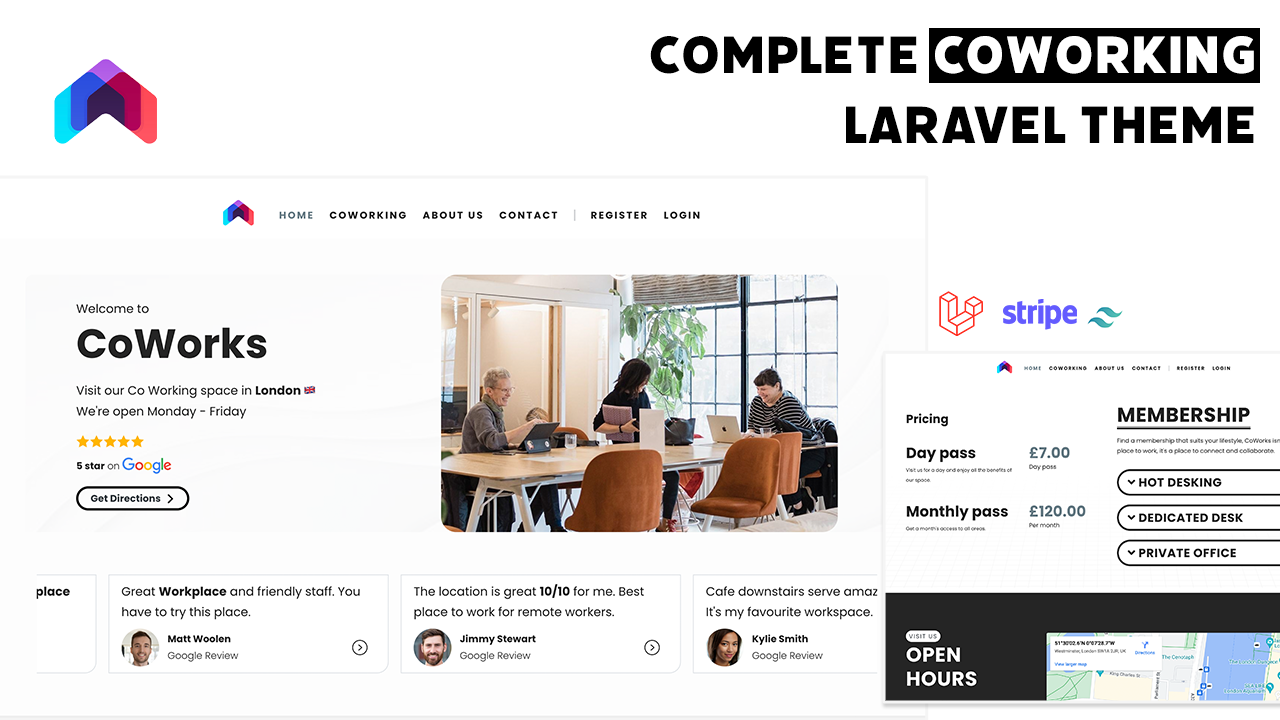 COMPLETE COWORKING
LARAVEL THEME
HOME COWORKING ABOUT US CONTACT | REGISTER LOGIN
Welcome to
CoWorks
Visit our Co Working space in London
We're open Monday - Friday
5 star on Google
Get Directions
place
Great Workplace and friendly staff. You
have to try this place.
Matt Woolen
Google Review
The location is great 10/10 for me. Best
place to work for remote workers.
Jimmy Stewart
Google Review
Cafe downstairs serve amaz
It's my favourite workspace.
Kylie Smith
Google Review
stripe
HOME COWORKING ABOUT US CONTACT | REGISTER LOGIN
Pricing
Day pass
Visit us for a day and enjoy all the benefits of
our space.
£7.00
Day pass
Monthly pass
Get a month's access to all areas.
£120.00
Per month
MEMBERSHIP
Find a membership that suits your lifestyle, CoWorks isn
place to work, it's a place to connect and collaborate.
HOT DESKING
DEDICATED DESK
PRIVATE OFFICE
VISIT US
OPEN
HOURS
51°30'02.6"N 0°07'28.7"W
Westminster, London SW1A 2JR, UK
Directions
View larger map
The Cenotaph
King Charles St
Parliament St